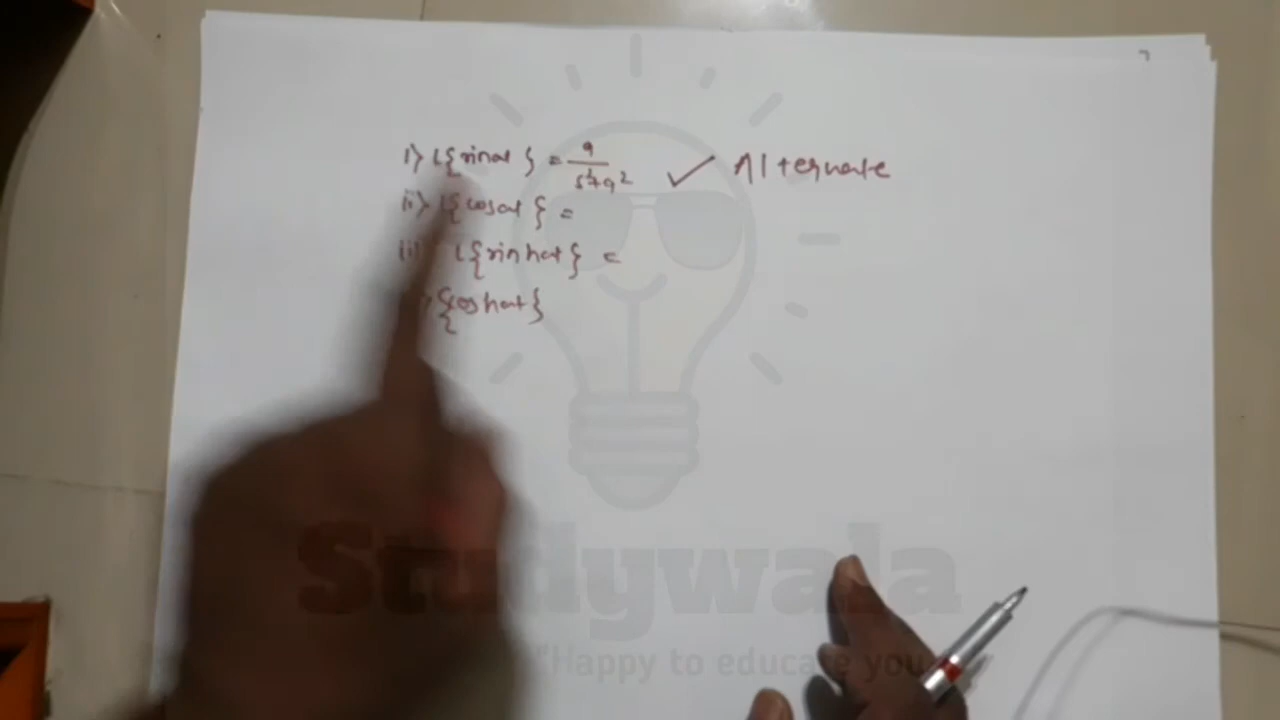 i) L{sinat} = a/s²+a² ✓ Alternate
ii) L{cosat} =
iii) L{sinhat} =
{coshat}
Studywala
"Happy to educate you